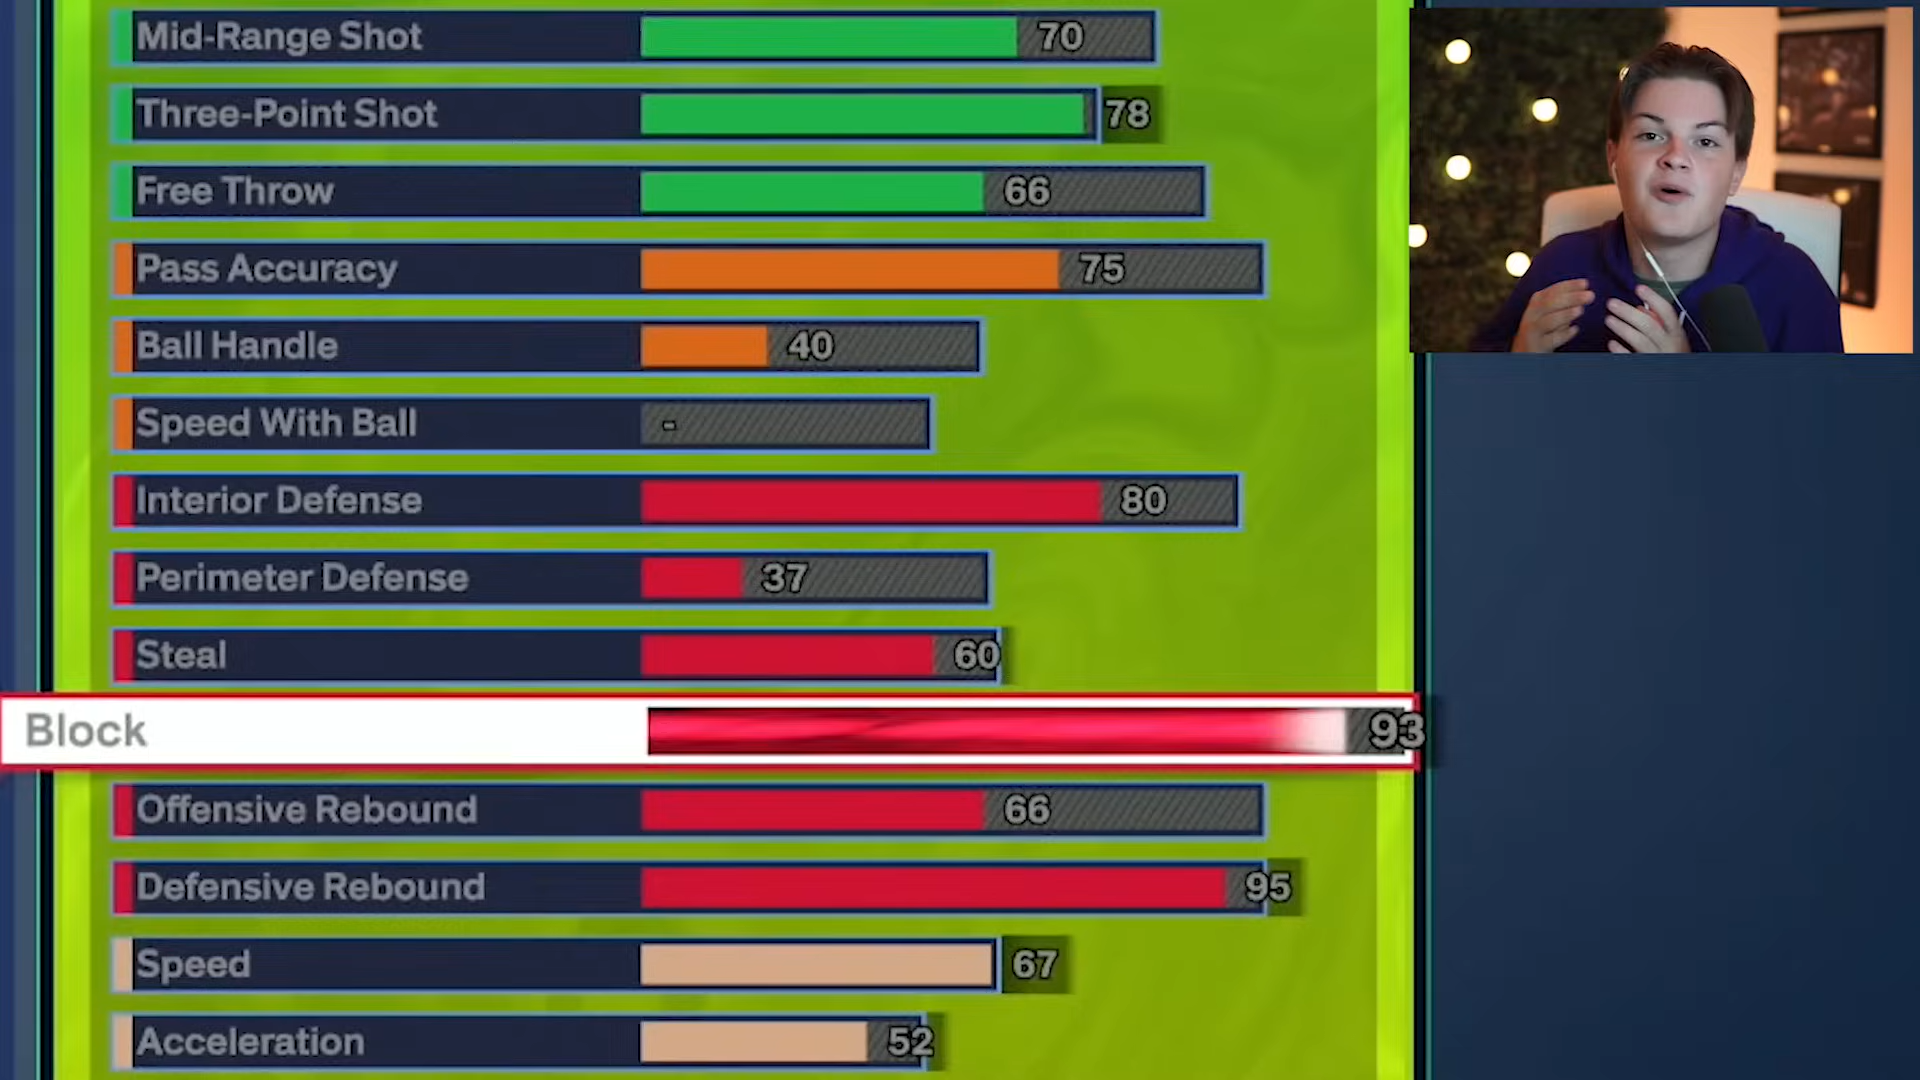 Mid-Range Shot 70
Three-Point Shot 78
Free Throw 66
Pass Accuracy 75
Ball Handle 40
Speed With Ball -
Interior Defense 80
Perimeter Defense 37
Steal 60
Block 93
Offensive Rebound 66
Defensive Rebound 95
Speed 67
Acceleration 52